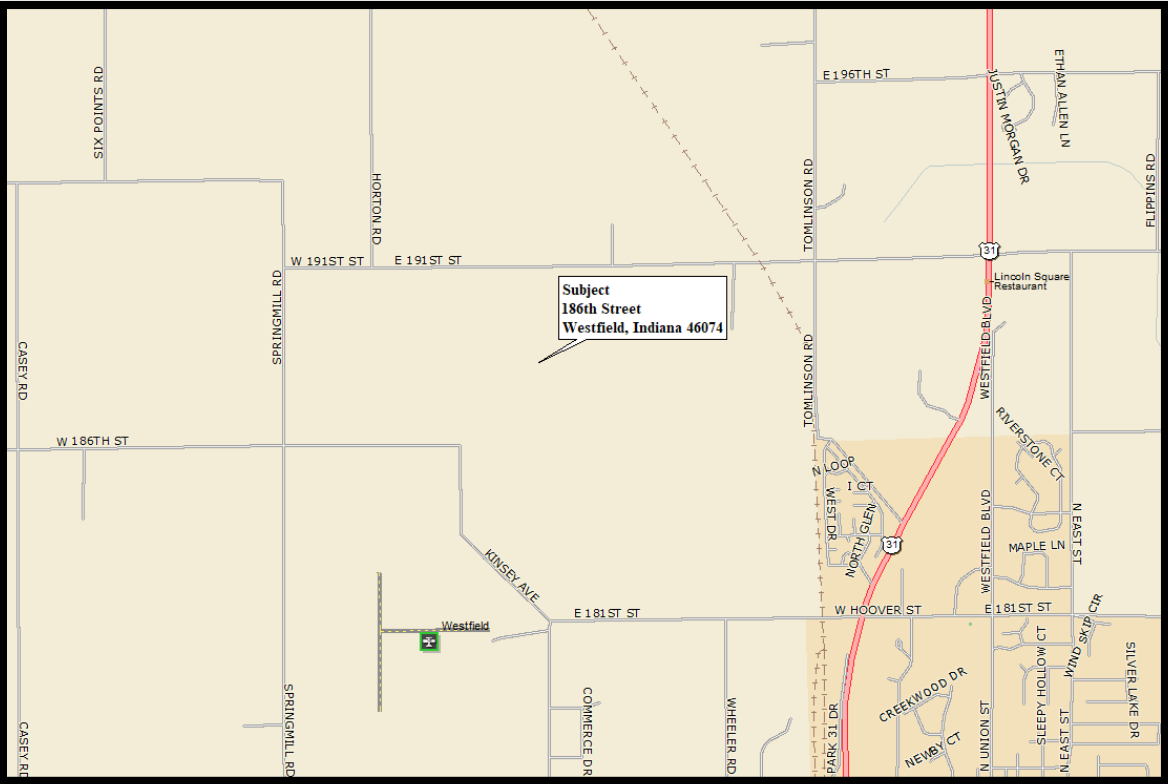 SIX POINTS RD
HORTON RD
TOMLINSON RD
E 196TH ST
JUSTIN MORGAN DR
ETHAN ALLEN LN
FLIPPINS RD
W 191ST ST
E 191ST ST
31
Lincoln Square
Restaurant
SPRINGMILL RD
Subject
186th Street
Westfield, Indiana 46074
CASEY RD
TOMLINSON RD
WESTFIELD BLVD
W 186TH ST
RIVERSTONE CT
N LOOP
I CT
WEST DR
NORTH GLEN
31
WESTFIELD BLVD
N EAST ST
MAPLE LN
KINSEY AVE
E 181ST ST
W HOOVER ST
E 181ST ST
WIND SKIP CIR
Westfield
SLEEPY HOLLOW CT
SILVER LAKE DR
CREEKWOOD DR
SPRINGMILL RD
COMMERCE DR
WHEELER RD
PARK 31 DR
NEWBY CT
N UNION ST
N EAST ST
CASEY RD